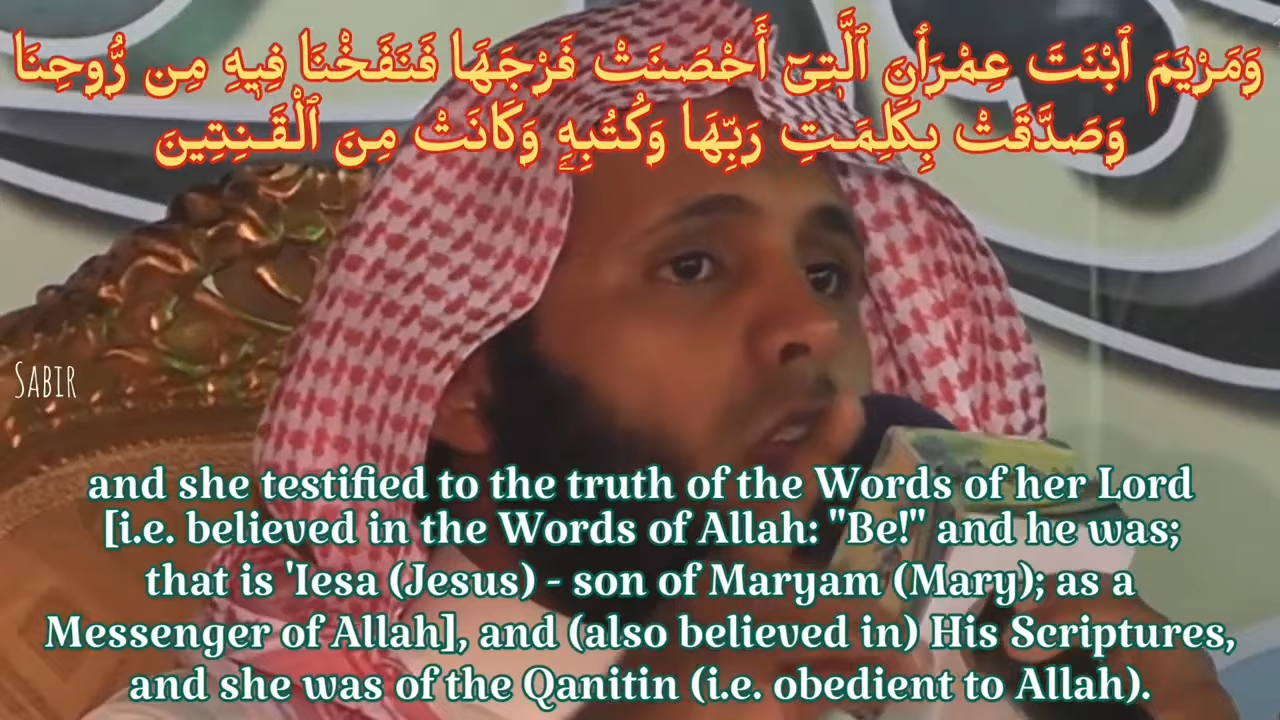 وَمَرْيَمَ ٱبْنَتَ عِمْرَٰنَ ٱلَّتِىٓ أَحْصَنَتْ فَرْجَهَا فَنَفَخْنَا فِيهِ مِن رُّوحِنَا
وَصَدَّقَتْ بِكَلِمَـٰتِ رَبِّهَا وَكُتُبِهِۦ وَكَانَتْ مِنَ ٱلْقَـٰنِتِينَ
SABIR
and she testified to the truth of the Words of her Lord
[i.e. believed in the Words of Allah: "Be!" and he was;
that is 'Iesa (Jesus) - son of Maryam (Mary); as a
Messenger of Allah], and (also believed in) His Scriptures,
and she was of the Qanitin (i.e. obedient to Allah).